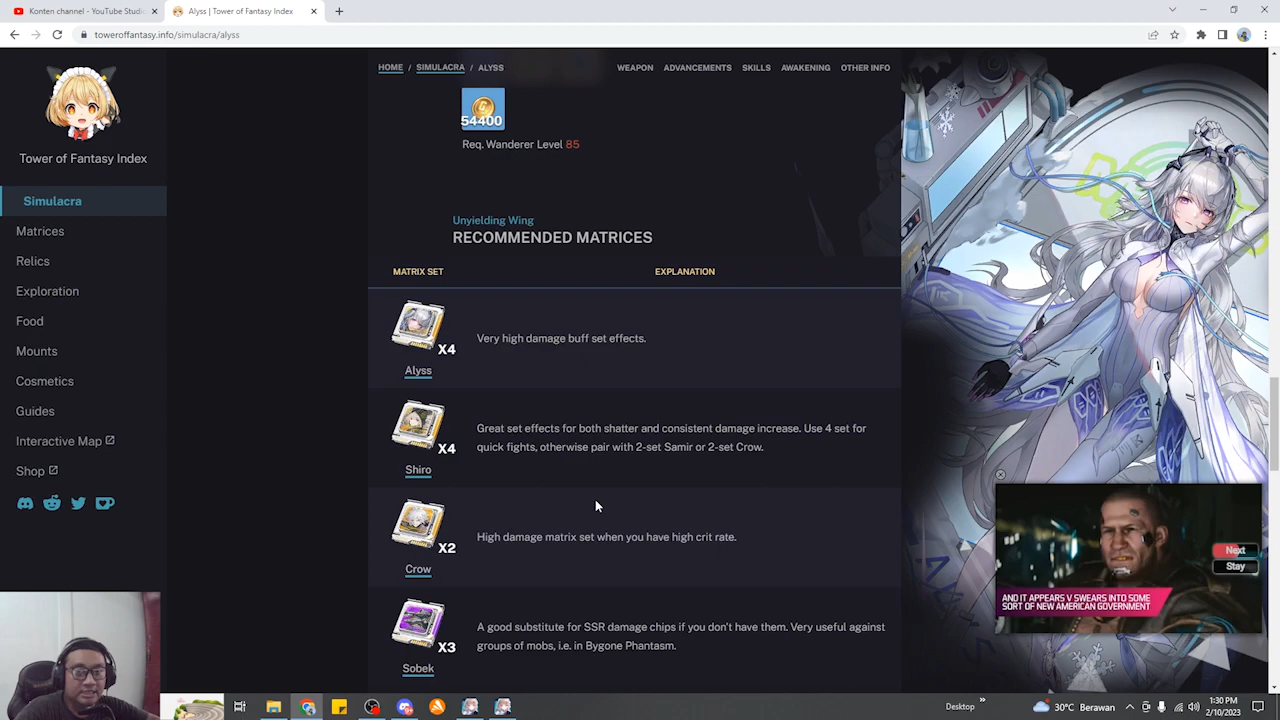 Konten channel - YouTube Studi
Alyss | Tower of Fantasy Index
toweroffantasy.info/simulacra/alyss
HOME / SIMULACRA / ALYSS
WEAPON ADVANCEMENTS SKILLS AWAKENING OTHER INFO
54400
Req. Wanderer Level 85
Tower of Fantasy Index
Simulacra
Matrices
Relics
Exploration
Food
Mounts
Cosmetics
Guides
Interactive Map
Shop
Unyielding Wing
RECOMMENDED MATRICES
MATRIX SET EXPLANATION
X4
Alyss
Very high damage buff set effects.
X4
Shiro
Great set effects for both shatter and consistent damage increase. Use 4 set for
quick fights, otherwise pair with 2-set Samir or 2-set Crow.
X2
Crow
High damage matrix set when you have high crit rate.
X3
Sobek
A good substitute for SSR damage chips if you don't have them. Very useful against
groups of mobs, i.e. in Bygone Phantasm.
Next
Stay
AND IT APPEARS V SWEARS INTO SOME
SORT OF NEW AMERICAN GOVERNMENT
Desktop
30°C Berawan
1:30 PM
2/10/2023